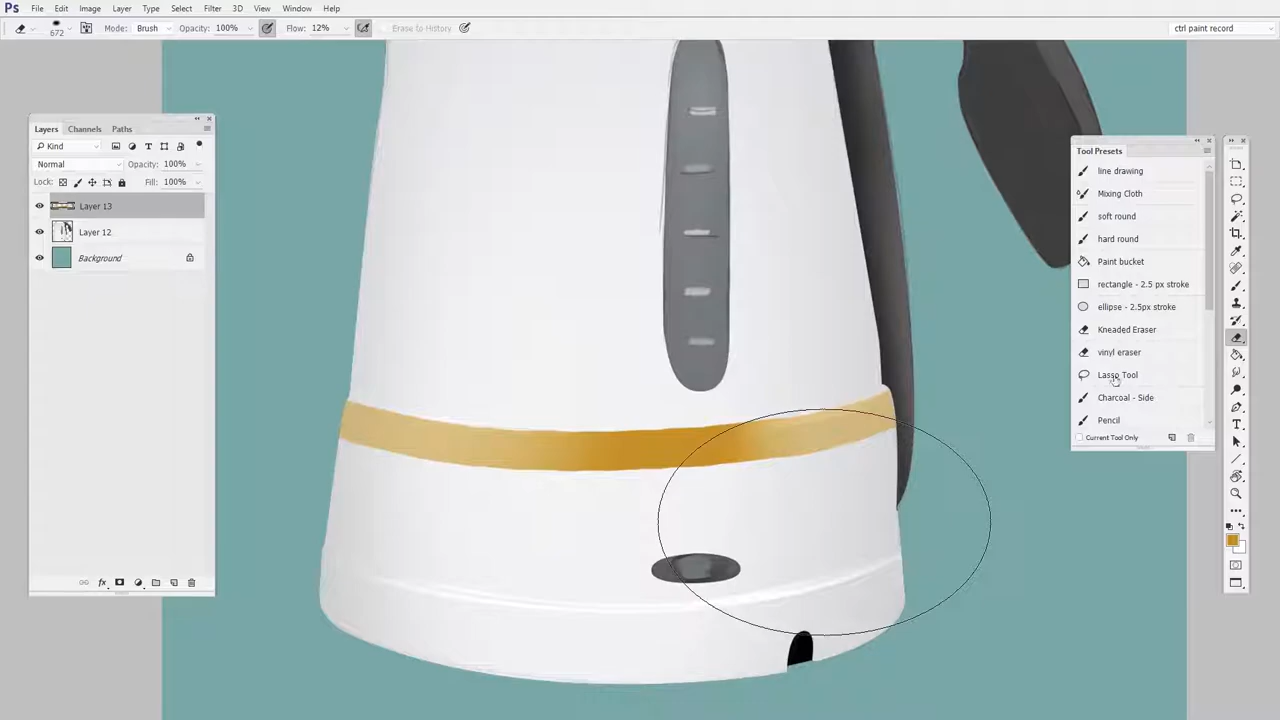 Ps File Edit Image Layer Type Select Filter 3D View Window Help
672 Mode: Brush Opacity: 100% Flow: 12% Erase to History ctrl paint record
Layers Channels Paths
Kind
Normal Opacity: 100%
Lock: Fill: 100%
Layer 13
Layer 12
Background
fx
Tool Presets
line drawing
Mixing Cloth
soft round
hard round
Paint bucket
rectangle - 2.5 px stroke
ellipse - 2.5px stroke
Kneaded Eraser
vinyl eraser
Lasso Tool
Charcoal - Side
Pencil
Current Tool Only